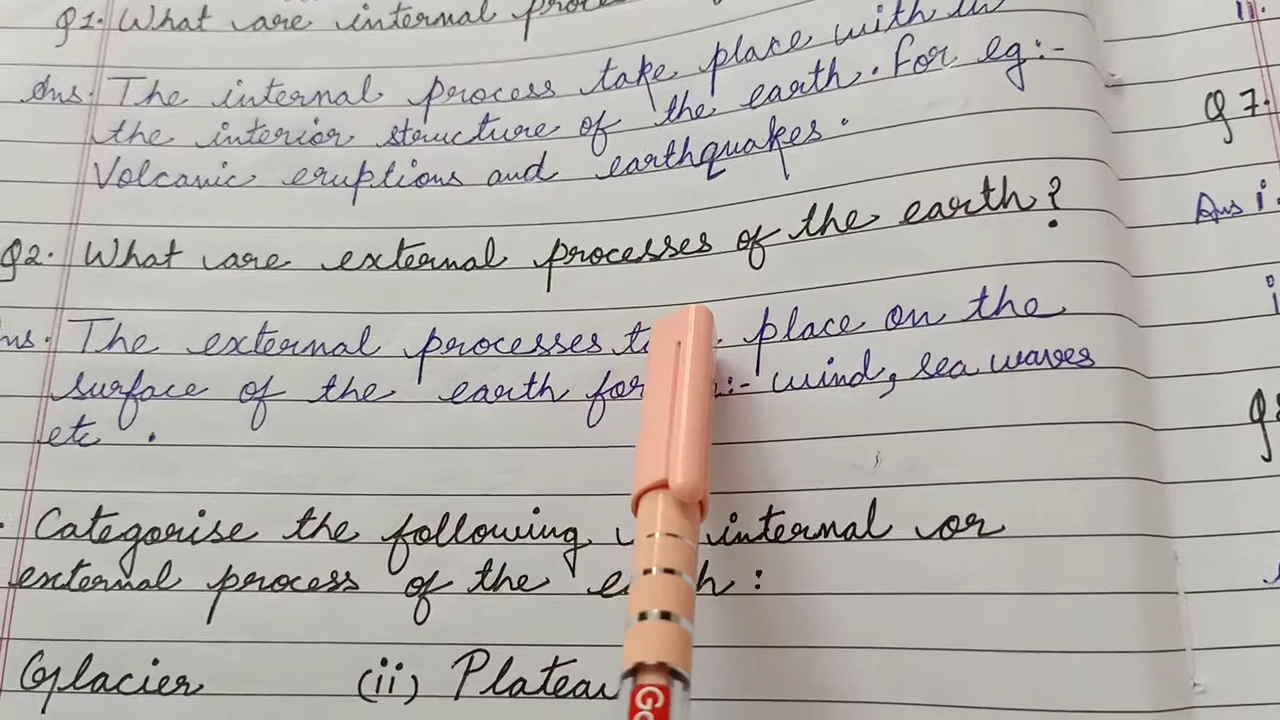 Q1. What are internal
Ans. The internal process take place with in
the interior structure of the earth. For eg:-
Volcanic eruptions and earthquakes.
Q2. What are external processes of the earth?
Ans. The external processes place on the
surface of the earth for :- wind, sea waves
etc.
Categorise the following internal or
external process of the :
Glacier (ii) Plateau
Go
ii.
Q7.
Ans i.